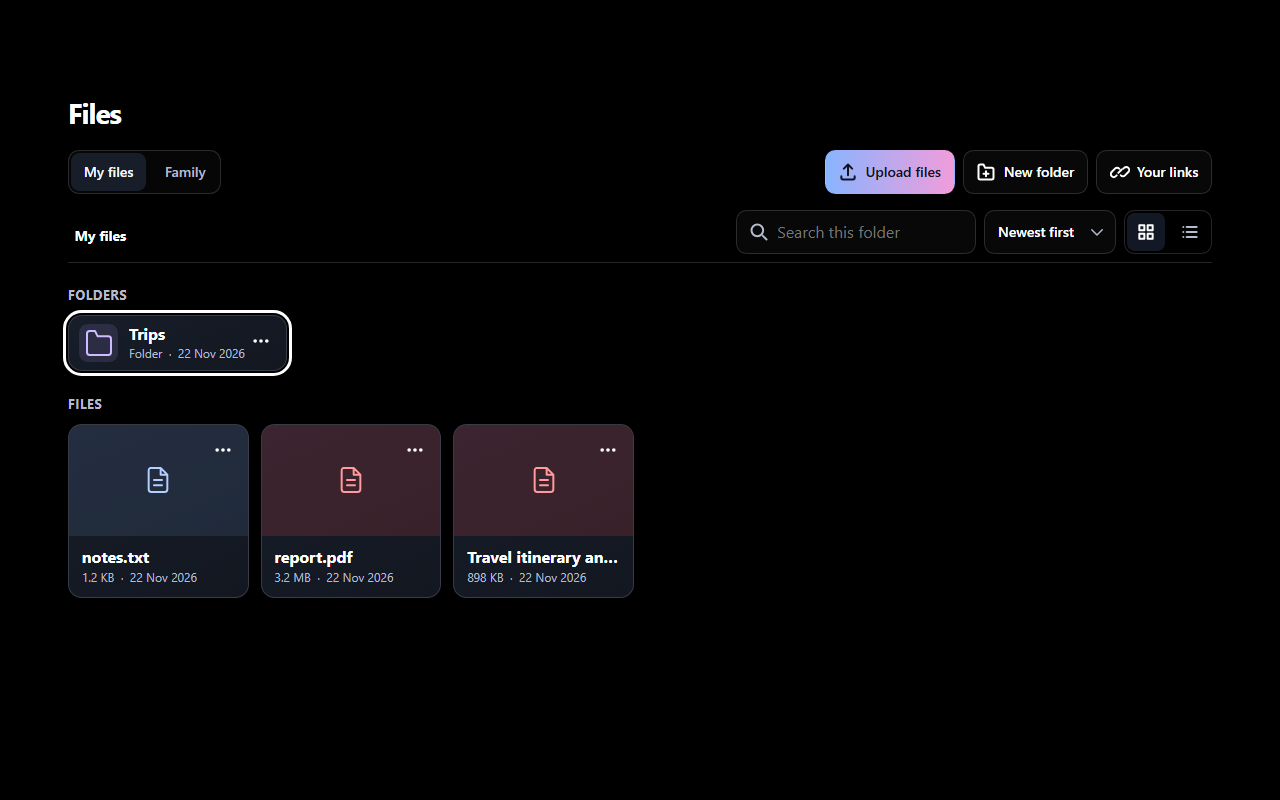 Files
My files
Family
Upload files
New folder
Your links
My files
Search this folder
Newest first
FOLDERS
Trips
Folder · 22 Nov 2026
FILES
notes.txt
1.2 KB · 22 Nov 2026
report.pdf
3.2 MB · 22 Nov 2026
Travel itinerary an...
898 KB · 22 Nov 2026